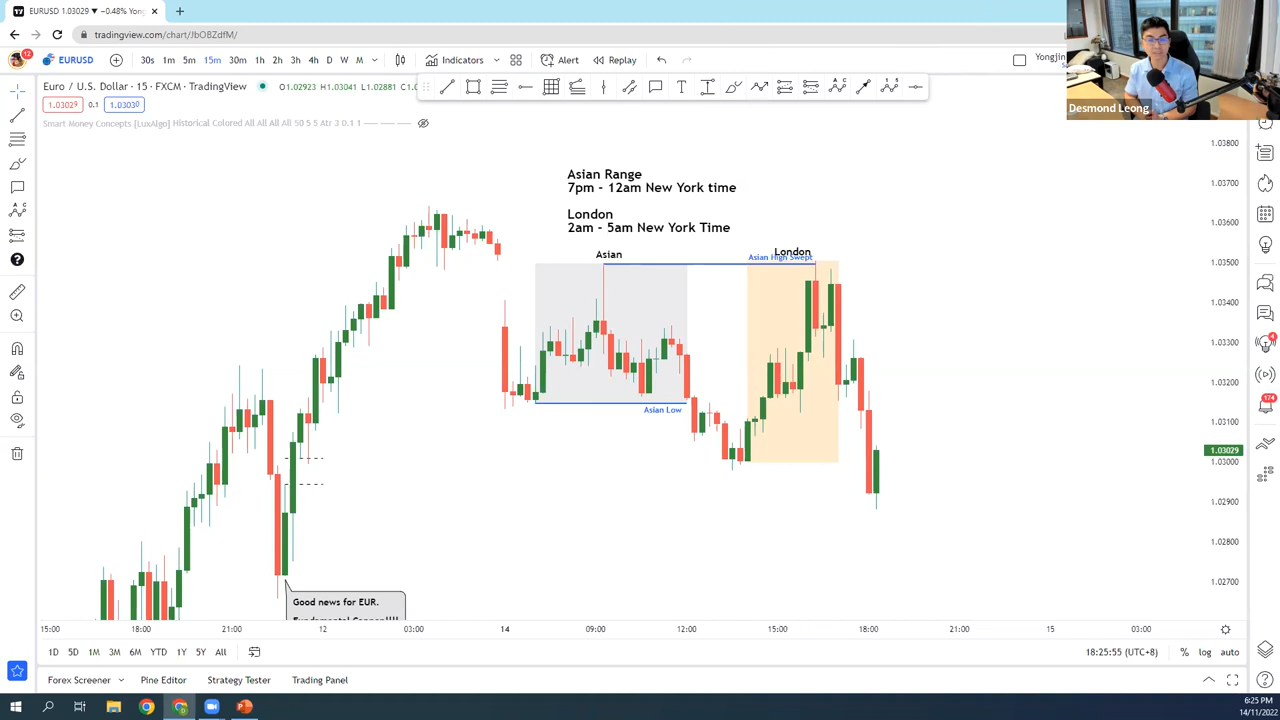 EURUSD 1.03029 ▼ −0.48% Yongjin
tradingview.com/chart/JbOBZdfM/
12
EURUSD
30s 1m 5m 15m 30m 1h 2h 3h 4h D W M
Indicators
Alert
Replay
Yongjin
Desmond Leong
Euro / U.S. Dollar · 15 · FXCM · TradingView
O1.02923 H1.03041 L1.02881
1.03029
0.1
1.03030
Smart Money Concepts [LuxAlgo] Historical Colored All All All All 50 5 5 Atr 3 0.1 1
Asian Range
7pm - 12am New York time
London
2am - 5am New York Time
Asian
London
Asian High Swept
Asian Low
Good news for EUR.
1.03800
1.03700
1.03600
1.03500
1.03400
1.03300
1.03200
1.03100
1.03029
1.03000
1.02900
1.02800
1.02700
4
174
15:00 18:00 21:00 12 03:00 14 09:00 12:00 15:00 18:00 21:00 15 03:00
1D 5D 1M 3M 6M YTD 1Y 5Y All
18:25:55 (UTC+8)
% log auto
Forex Screener
Pine Editor
Strategy Tester
Trading Panel
6:25 PM
14/11/2022